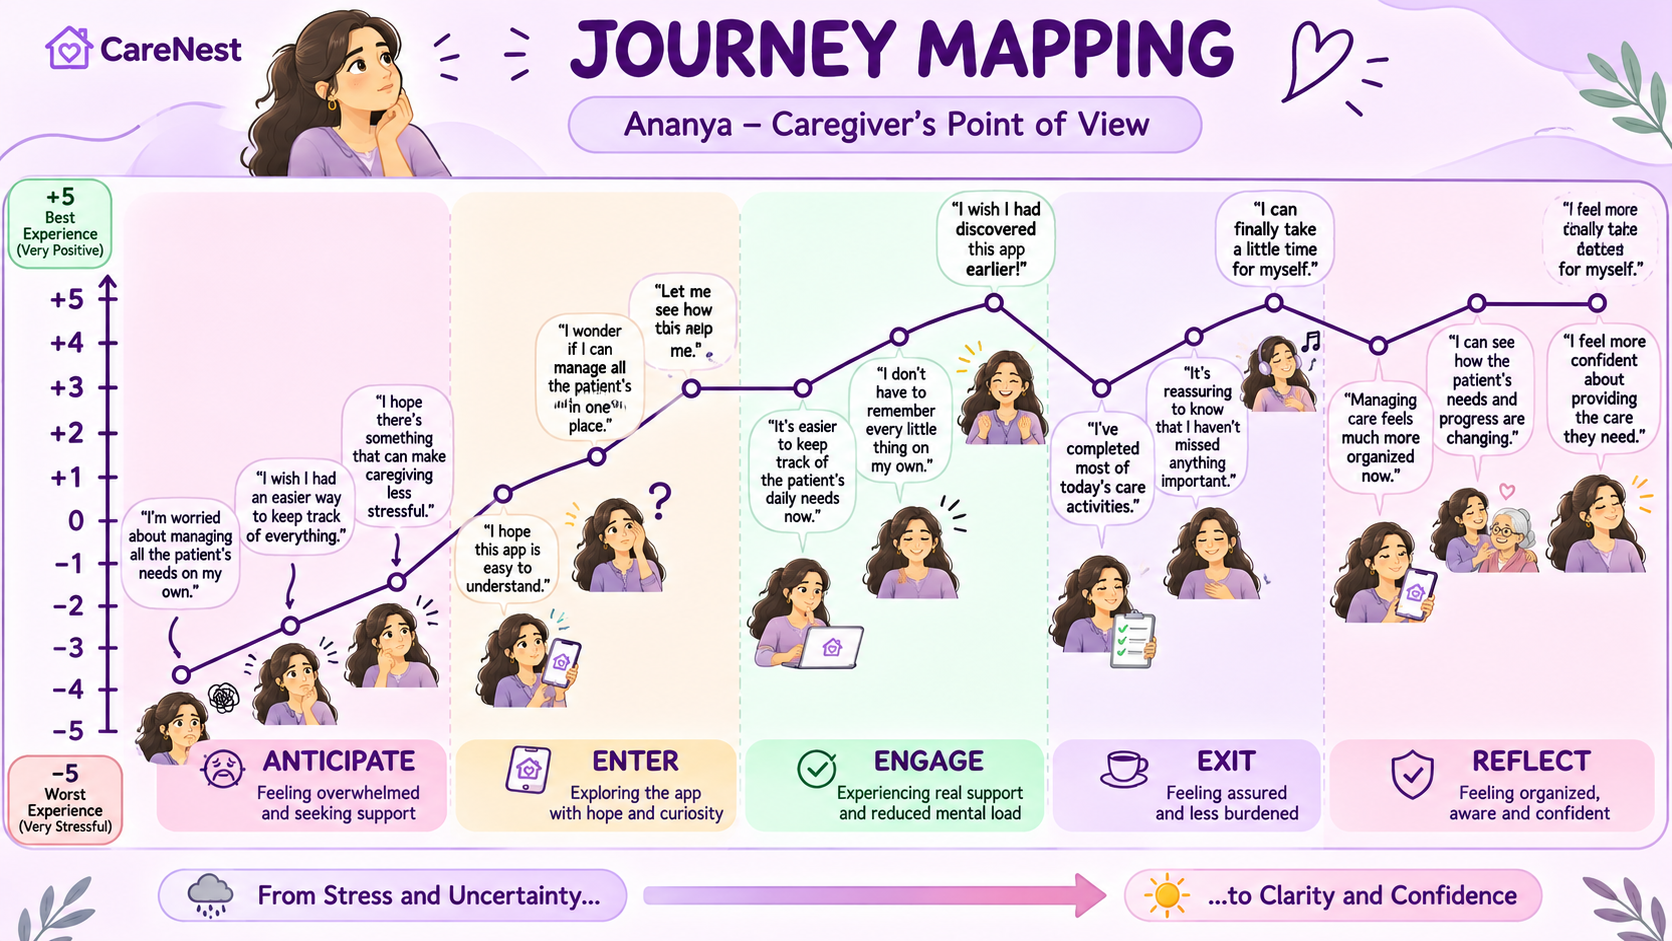 CareNest
JOURNEY MAPPING
Ananya – Caregiver's Point of View
+5
Best
Experience
(Very Positive)
+5
+4
+3
+2
+1
0
−1
−2
−3
−4
−5
−5
Worst
Experience
(Very Stressful)
“I'm worried
about managing
all the patient's
needs on my
own.”
“I wish I had
an easier way
to keep track
of everything.”
“I hope
there's
something
that can make
caregiving
less
stressful.”
“I hope
this app is
easy to
understand.”
“I wonder
if I can
manage all
the patient's
in one
place.”
?
“Let me
see how
this
me.”
“It's easier
to keep
track of
the patient's
daily needs
now.”
“I don't
have to
remember
every little
thing on
my own.”
“I wish I had
discovered
this app
earlier!”
“I've
completed
most of
today's care
activities.”
“It's
reassuring
to know
that I haven't
missed
anything
important.”
“I can
finally take
a little time
for myself.”
“Managing
care feels
much more
organized
now.”
“I can see
how the
patient's
needs and
progress are
changing.”
“I feel more
take
for myself.”
“I feel more
confident
about
providing
the care
they need.”
ANTICIPATE
Feeling overwhelmed
and seeking support
ENTER
Exploring the app
with hope and curiosity
ENGAGE
Experiencing real support
and reduced mental load
EXIT
Feeling assured
and less burdened
REFLECT
Feeling organized,
aware and confident
From Stress and Uncertainty...
...to Clarity and Confidence